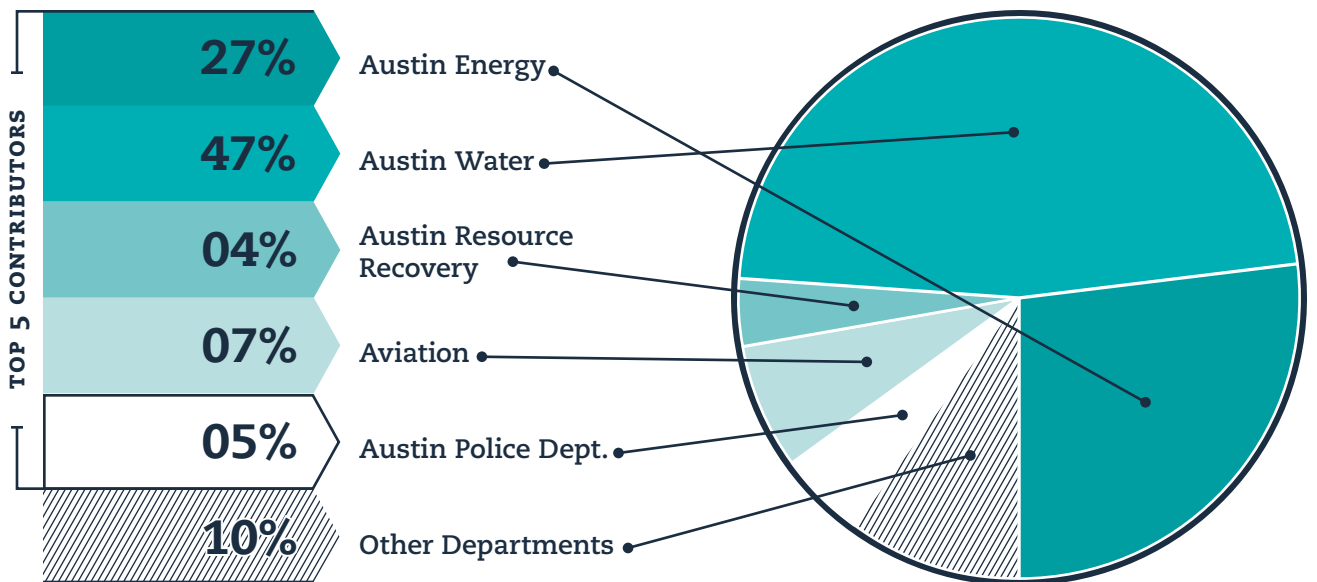 TOP 5 CONTRIBUTORS
27%
Austin Energy
47%
Austin Water
04%
Austin Resource
Recovery
07%
Aviation
05%
Austin Police Dept.
10%
Other Departments